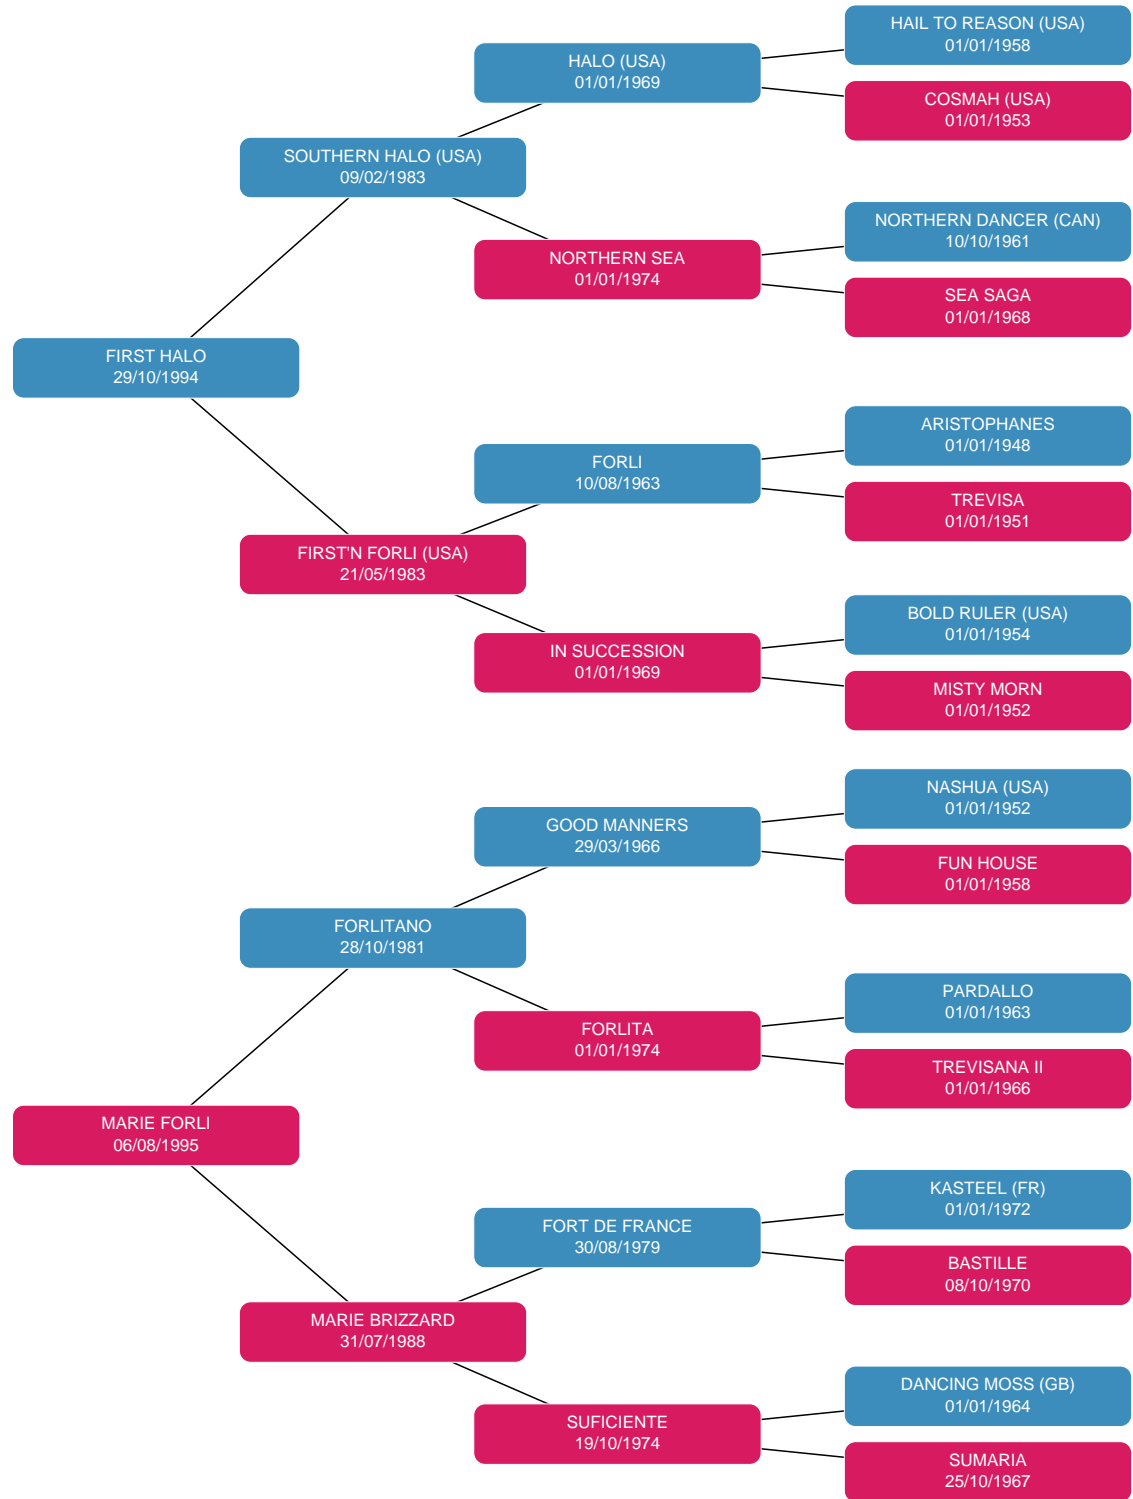 HAIL TO REASON (USA)
01/01/1958
HALO (USA)
01/01/1969
COSMAH (USA)
01/01/1953
SOUTHERN HALO (USA)
09/02/1983
NORTHERN DANCER (CAN)
10/10/1961
NORTHERN SEA
01/01/1974
SEA SAGA
01/01/1968
FIRST HALO
29/10/1994
ARISTOPHANES
01/01/1948
FORLI
10/08/1963
TREVISA
01/01/1951
FIRST'N FORLI (USA)
21/05/1983
BOLD RULER (USA)
01/01/1954
IN SUCCESSION
01/01/1969
MISTY MORN
01/01/1952
NASHUA (USA)
01/01/1952
GOOD MANNERS
29/03/1966
FUN HOUSE
01/01/1958
FORLITANO
28/10/1981
PARDALLO
01/01/1963
FORLITA
01/01/1974
TREVISANA II
01/01/1966
MARIE FORLI
06/08/1995
KASTEEL (FR)
01/01/1972
FORT DE FRANCE
30/08/1979
BASTILLE
08/10/1970
MARIE BRIZZARD
31/07/1988
DANCING MOSS (GB)
01/01/1964
SUFICIENTE
19/10/1974
SUMARIA
25/10/1967